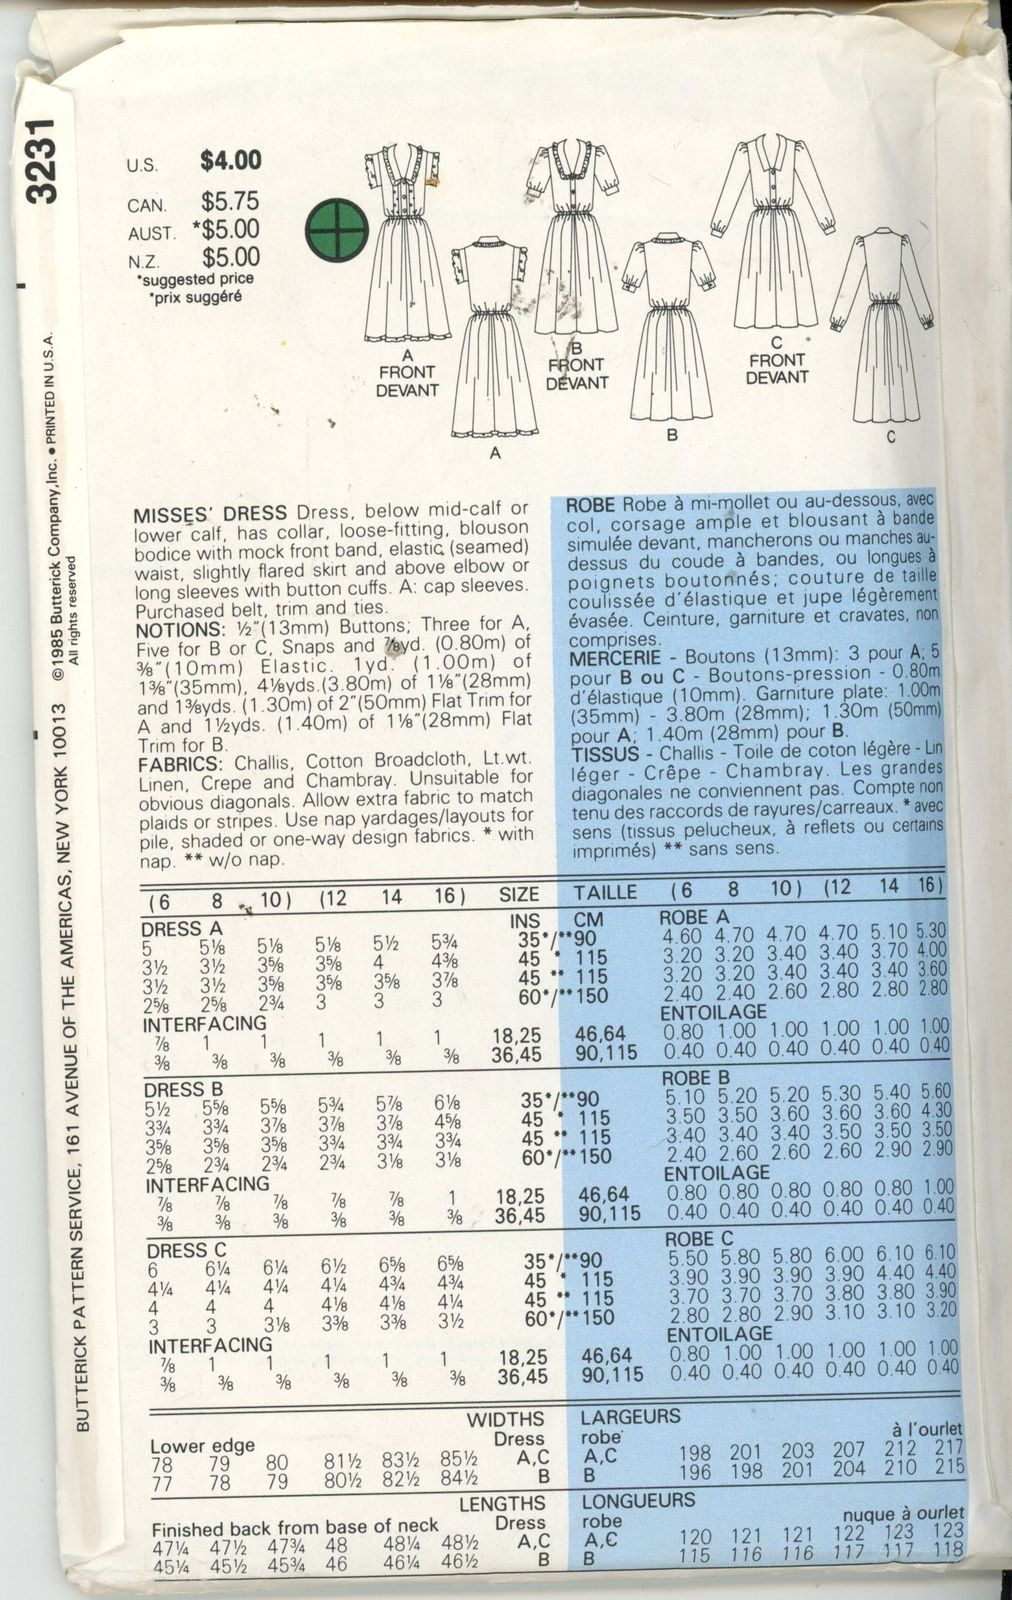 3231
©1985 Butterick Company, Inc. • PRINTED IN U.S.A.
All rights reserved
BUTTERICK PATTERN SERVICE, 161 AVENUE OF THE AMERICAS, NEW YORK, NEW YORK 10013
U.S. $4.00
CAN. $5.75
AUST. *$5.00
N.Z. $5.00
*suggested price
*prix suggéré
A
FRONT
DEVANT
A
B
FRONT
DEVANT
B
C
FRONT
DEVANT
C
MISSES' DRESS Dress, below mid-calf or
lower calf, has collar, loose-fitting, blouson
bodice with mock front band, elastic (seamed)
waist, slightly flared skirt and above elbow or
long sleeves with button cuffs. A: cap sleeves.
Purchased belt, trim and ties.
NOTIONS: ½"(13mm) Buttons; Three for A,
Five for B or C, Snaps and ⅞yd. (0.80m) of
⅜"(10mm) Elastic. 1yd. (1.00m) of
1⅜"(35mm), 4⅛yds.(3.80m) of 1⅛"(28mm)
and 1⅜yds. (1.30m) of 2"(50mm) Flat Trim for
A and 1½yds. (1.40m) of 1⅛"(28mm) Flat
Trim for B.
FABRICS: Challis, Cotton Broadcloth, Lt.wt.
Linen, Crepe and Chambray. Unsuitable for
obvious diagonals. Allow extra fabric to match
plaids or stripes. Use nap yardages/layouts for
pile, shaded or one-way design fabrics. * with
nap. ** w/o nap.
ROBE Robe à mi-mollet ou au-dessous, avec
col, corsage ample et blousant à bande
simulée devant, mancherons ou manches au-
dessus du coude à bandes, ou longues à
poignets boutonnés; couture de taille
coulissée d'élastique et jupe légèrement
évasée. Ceinture, garniture et cravates, non
comprises.
MERCERIE - Boutons (13mm): 3 pour A; 5
pour B ou C - Boutons-pression - 0.80m
d'élastique (10mm). Garniture plate: 1.00m
(35mm) - 3.80m (28mm); 1.30m (50mm)
pour A; 1.40m (28mm) pour B.
TISSUS - Challis - Toile de coton légère - Lin
léger - Crêpe - Chambray. Les grandes
diagonales ne conviennent pas. Compte non
tenu des raccords de rayures/carreaux. * avec
sens (tissus pelucheux, à reflets ou certains
imprimés) ** sans sens.
(6 8 10) (12 14 16) SIZE TAILLE (6 8 10) (12 14 16)
DRESS A INS CM ROBE A
5 5⅛ 5⅛ 5⅛ 5½ 5¾ 35*/**90 4.60 4.70 4.70 4.70 5.10 5.30
3½ 3½ 3⅝ 3⅝ 4 4⅜ 45 * 115 3.20 3.20 3.40 3.40 3.70 4.00
3½ 3½ 3⅝ 3⅝ 3⅝ 3⅞ 45 ** 115 3.20 3.20 3.40 3.40 3.40 3.60
2⅝ 2⅝ 2¾ 3 3 3 60*/**150 2.40 2.40 2.60 2.80 2.80 2.80
INTERFACING ENTOILAGE
⅞ 1 1 1 1 1 18,25 46,64 0.80 1.00 1.00 1.00 1.00 1.00
⅜ ⅜ ⅜ ⅜ ⅜ ⅜ 36,45 90,115 0.40 0.40 0.40 0.40 0.40 0.40
DRESS B ROBE B
5½ 5⅝ 5⅝ 5¾ 5⅞ 6⅛ 35*/**90 5.10 5.20 5.20 5.30 5.40 5.60
3¾ 3¾ 3⅞ 3⅞ 3⅞ 4⅝ 45 * 115 3.50 3.50 3.60 3.60 3.60 4.30
3⅝ 3⅝ 3⅝ 3¾ 3¾ 3¾ 45 ** 115 3.40 3.40 3.40 3.50 3.50 3.50
2⅝ 2¾ 2¾ 2¾ 3⅛ 3⅛ 60*/**150 2.40 2.60 2.60 2.60 2.90 2.90
INTERFACING ENTOILAGE
⅞ ⅞ ⅞ ⅞ ⅞ 1 18,25 46,64 0.80 0.80 0.80 0.80 0.80 1.00
⅜ ⅜ ⅜ ⅜ ⅜ ⅜ 36,45 90,115 0.40 0.40 0.40 0.40 0.40 0.40
DRESS C ROBE C
6 6¼ 6¼ 6½ 6⅝ 6⅝ 35*/**90 5.50 5.80 5.80 6.00 6.10 6.10
4¼ 4¼ 4¼ 4¼ 4¾ 4¾ 45 * 115 3.90 3.90 3.90 3.90 4.40 4.40
4 4 4 4⅛ 4⅛ 4¼ 45 ** 115 3.70 3.70 3.70 3.80 3.80 3.90
3 3 3⅛ 3⅜ 3⅜ 3½ 60*/**150 2.80 2.80 2.90 3.10 3.10 3.20
INTERFACING ENTOILAGE
⅞ 1 1 1 1 1 18,25 46,64 0.80 1.00 1.00 1.00 1.00 1.00
⅜ ⅜ ⅜ ⅜ ⅜ ⅜ 36,45 90,115 0.40 0.40 0.40 0.40 0.40 0.40
WIDTHS LARGEURS
Lower edge Dress robe à l'ourlet
78 79 80 81½ 83½ 85½ A,C A,C 198 201 203 207 212 217
77 78 79 80½ 82½ 84½ B B 196 198 201 204 210 215
LENGTHS LONGUEURS
Finished back from base of neck Dress robe nuque à ourlet
47¼ 47½ 47¾ 48 48¼ 48½ A,C A,C 120 121 121 122 123 123
45¼ 45½ 45¾ 46 46¼ 46½ B B 115 116 116 117 117 118